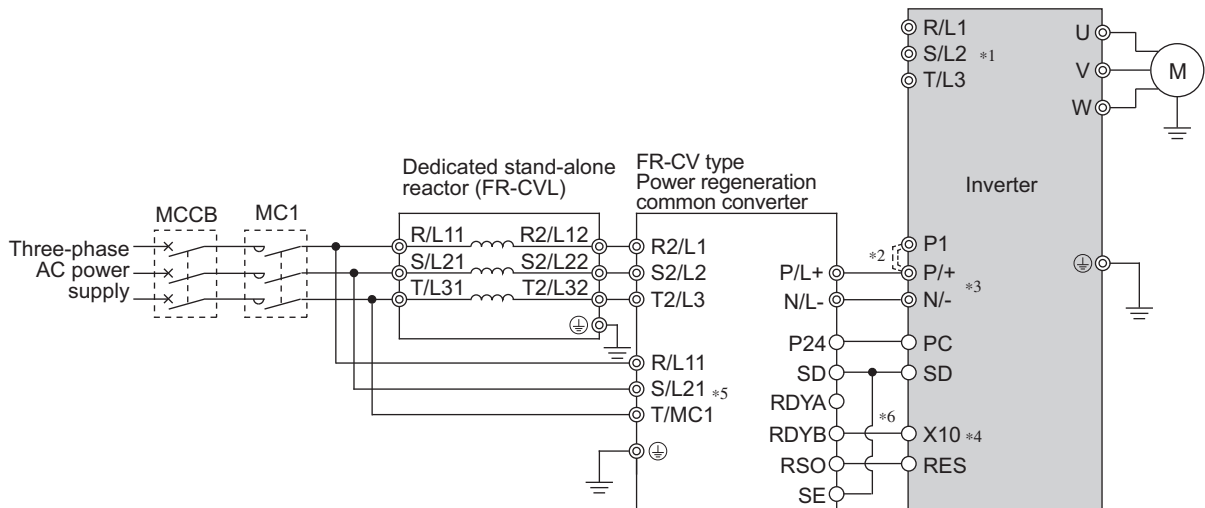 R/L1
S/L2 *1
T/L3
U
V
W
M
Dedicated stand-alone
reactor (FR-CVL)
FR-CV type
Power regeneration
common converter
Inverter
MCCB
MC1
Three-phase
AC power
supply
R/L11
R2/L12
S/L21
S2/L22
T/L31
T2/L32
R2/L1
S2/L2
T2/L3
P/L+
N/L-
*2
P1
P/+
*3
N/-
P24
PC
SD
SD
R/L11
S/L21 *5
T/MC1
RDYA
*6
RDYB
X10 *4
RSO
RES
SE